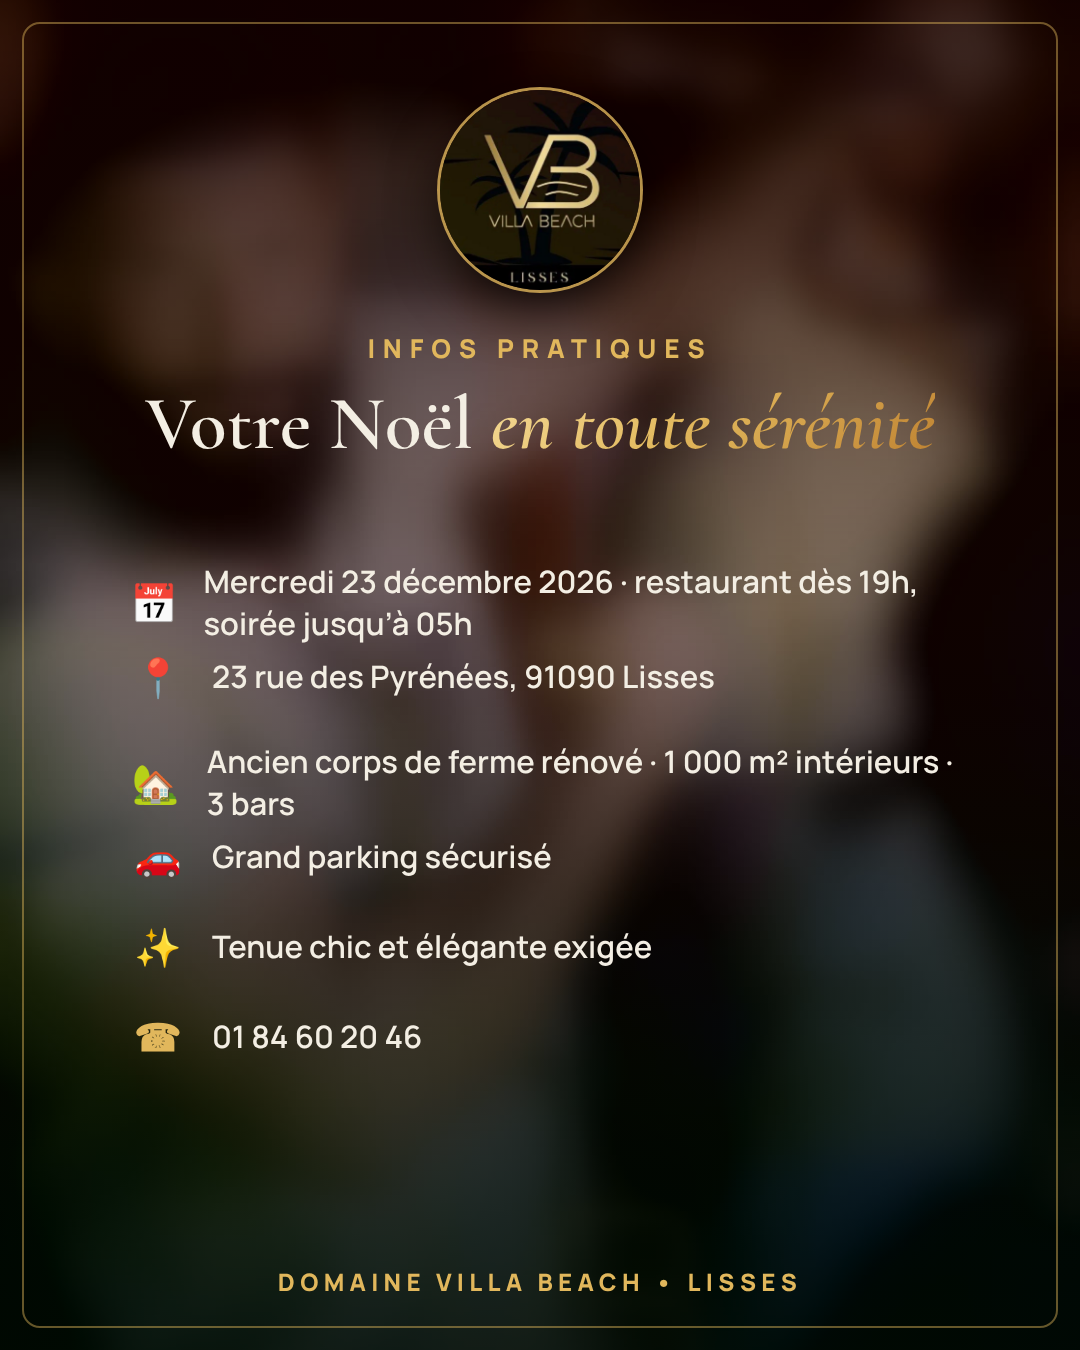 VB
VILLA BEACH
LISSES
INFOS PRATIQUES
Votre Noël en toute sérénité
July
17
Mercredi 23 décembre 2026 · restaurant dès 19h,
soirée jusqu’à 05h
23 rue des Pyrénées, 91090 Lisses
Ancien corps de ferme rénové · 1 000 m² intérieurs ·
3 bars
Grand parking sécurisé
Tenue chic et élégante exigée
01 84 60 20 46
DOMAINE VILLA BEACH • LISSES